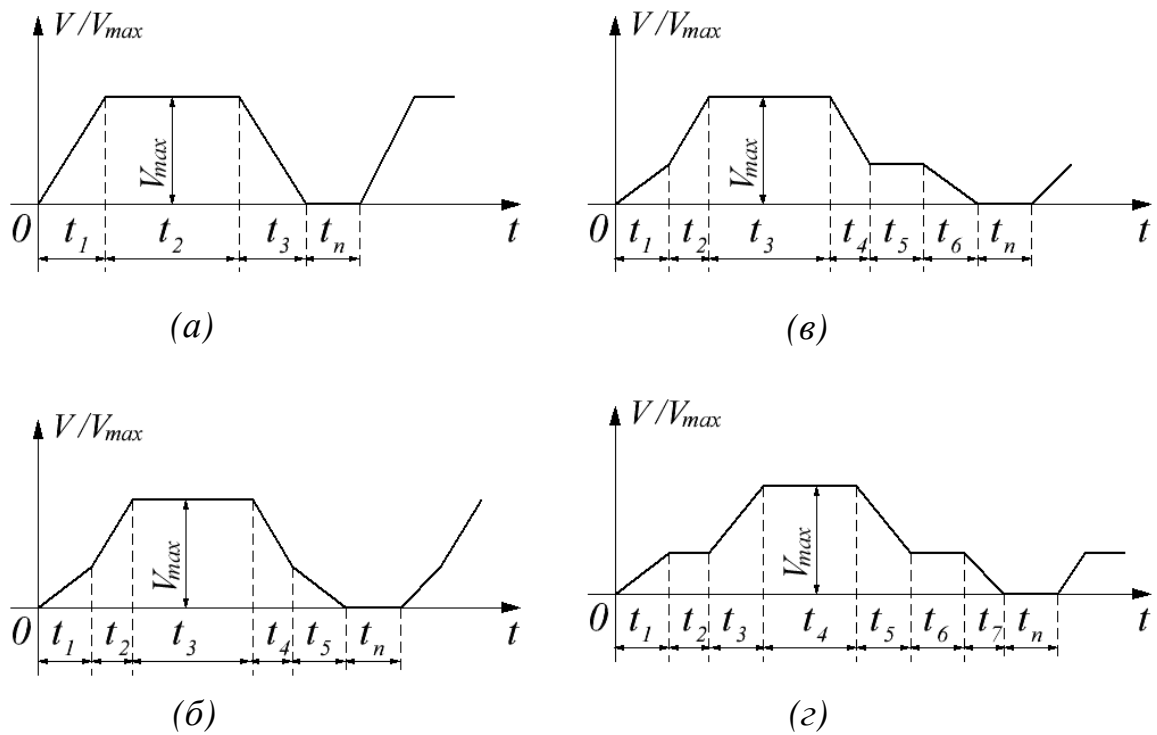 V/Vmax
Vmax
0 t1 t2 t3 tn t
(а)
V/Vmax
Vmax
0 t1 t2 t3 t4 t5 t6 tn t
(в)
V/Vmax
Vmax
0 t1 t2 t3 t4 t5 tn t
(б)
V/Vmax
Vmax
0 t1 t2 t3 t4 t5 t6 t7 tn t
(г)